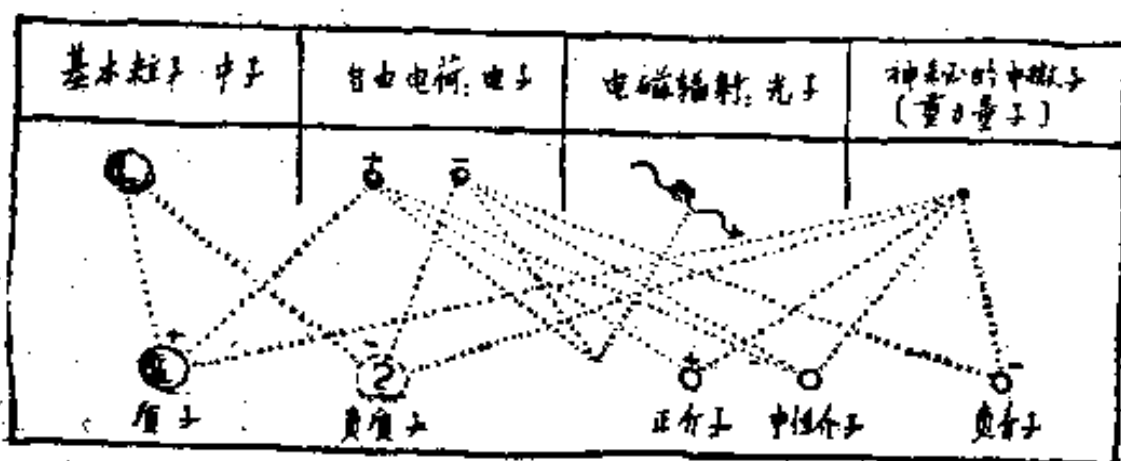 基本粒子 中子
自由电荷:电子
电磁辐射:光子
神秘的中微子
(重力量子)
+
-
+
-
?
+
-
质子
负质子
正介子
中性介子
负介子